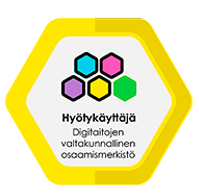 Hyötykäyttäjä
Digitaitojen
valtakunnallinen
osaamismerkistö